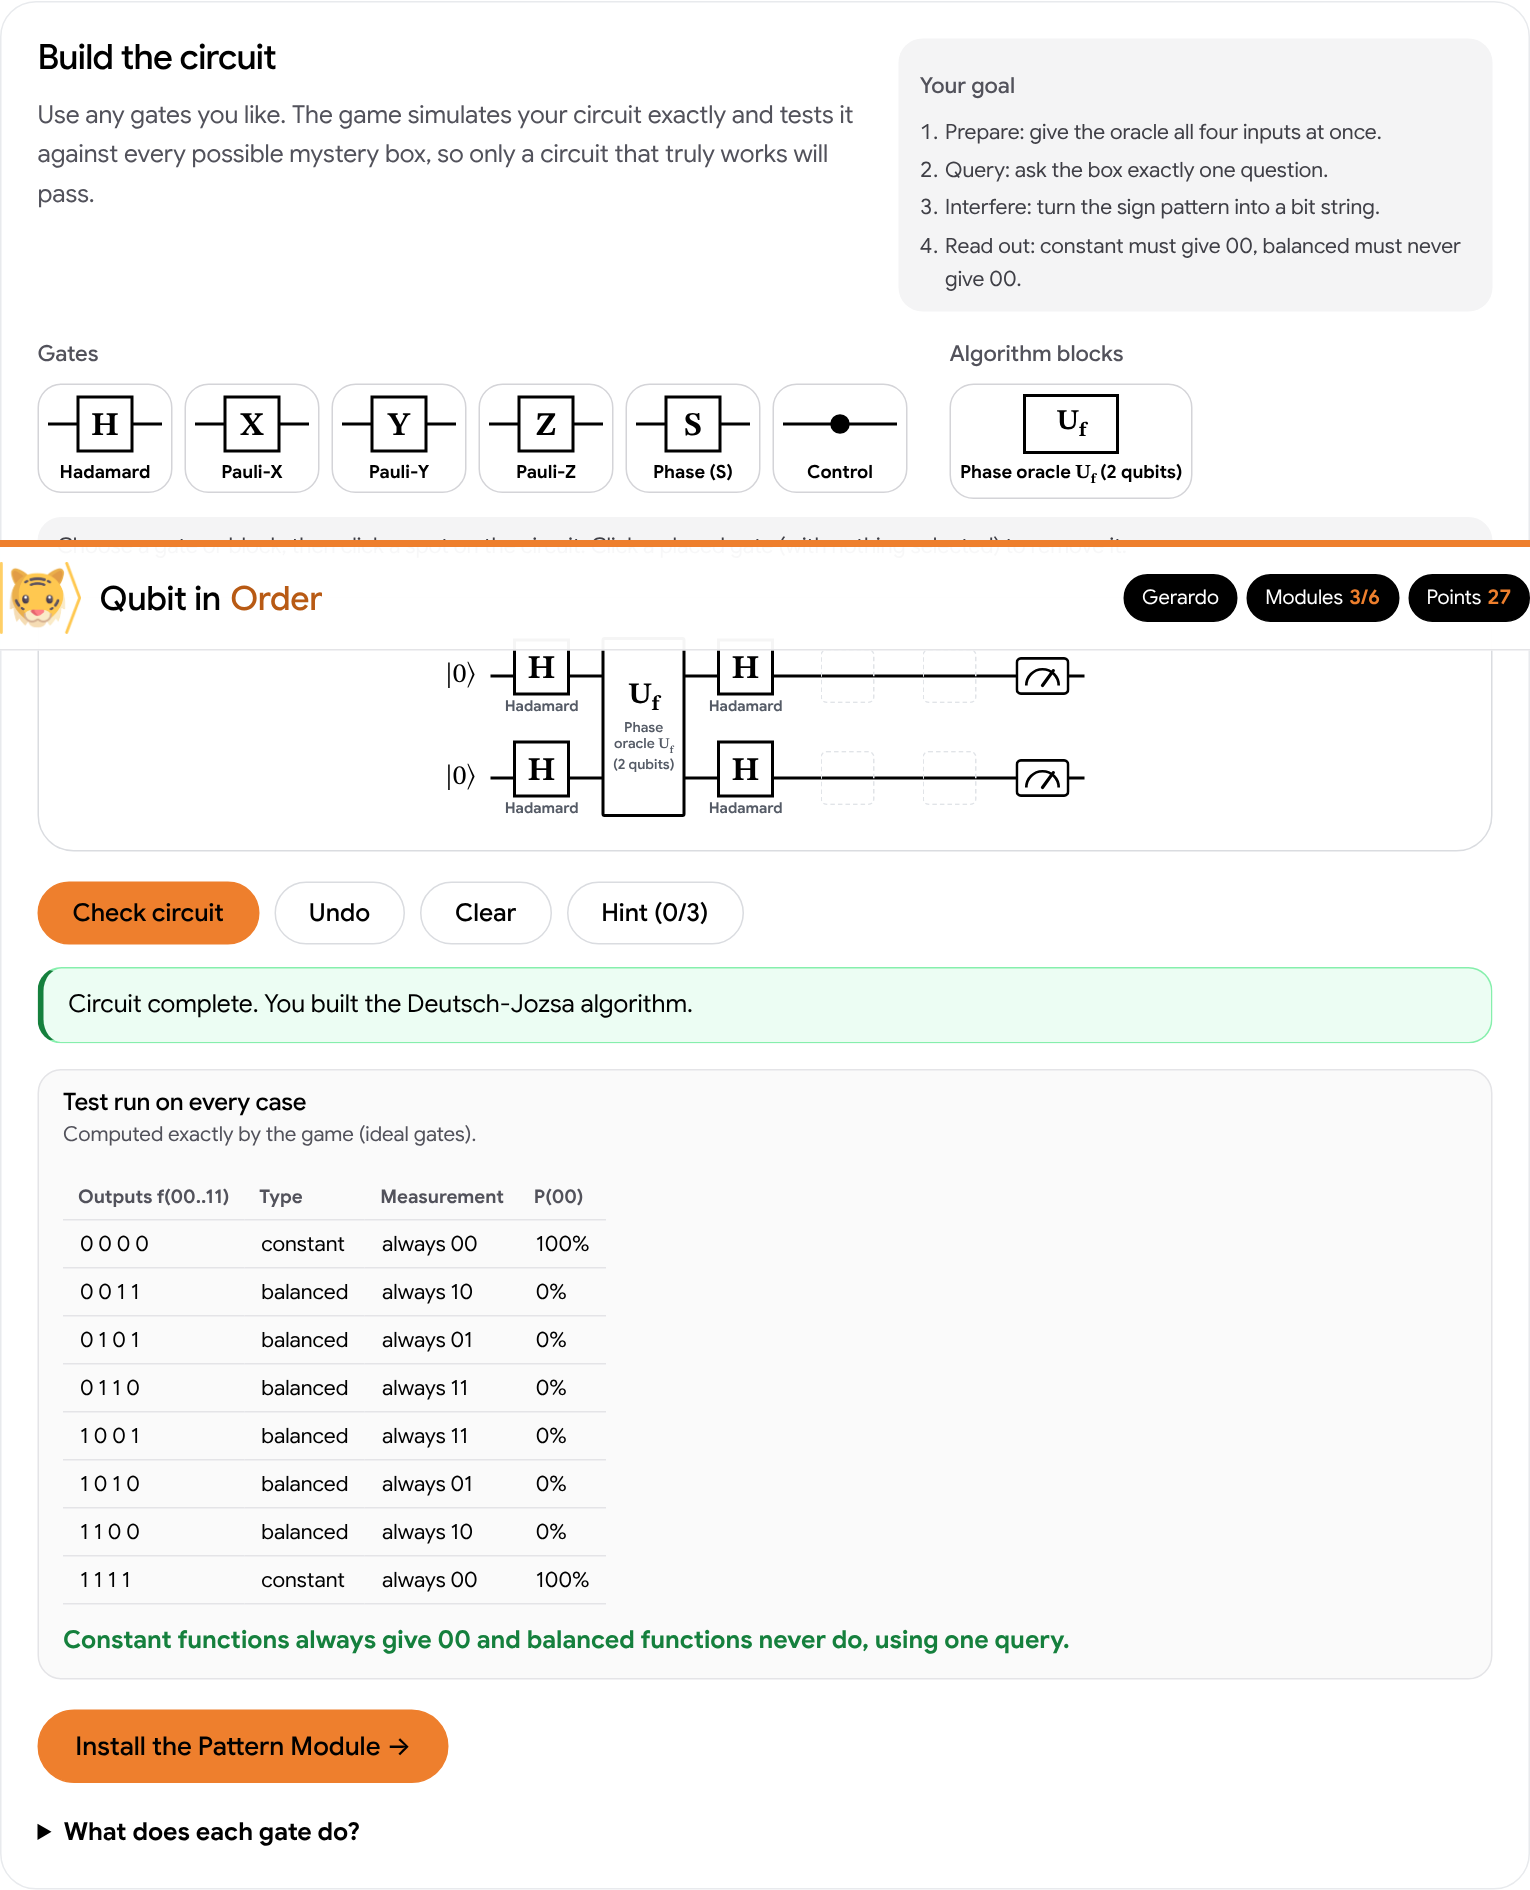 Build the circuit
Use any gates you like. The game simulates your circuit exactly and tests it
against every possible mystery box, so only a circuit that truly works will
pass.
Your goal
1. Prepare: give the oracle all four inputs at once.
2. Query: ask the box exactly one question.
3. Interfere: turn the sign pattern into a bit string.
4. Read out: constant must give 00, balanced must never
give 00.
Gates
H
Hadamard
X
Pauli-X
Y
Pauli-Y
Z
Pauli-Z
S
Phase (S)
Control
Algorithm blocks
Uf
Phase oracle Uf (2 qubits)
Qubit in Order
Gerardo
Modules 3/6
Points 27
|0⟩
H
Hadamard
Uf
Phase
oracle Uf
(2 qubits)
H
Hadamard
|0⟩
H
Hadamard
H
Hadamard
Check circuit
Undo
Clear
Hint (0/3)
Circuit complete. You built the Deutsch-Jozsa algorithm.
Test run on every case
Computed exactly by the game (ideal gates).
Outputs f(00..11) Type Measurement P(00)
0 0 0 0 constant always 00 100%
0 0 1 1 balanced always 10 0%
0 1 0 1 balanced always 01 0%
0 1 1 0 balanced always 11 0%
1 0 0 1 balanced always 11 0%
1 0 1 0 balanced always 01 0%
1 1 0 0 balanced always 10 0%
1 1 1 1 constant always 00 100%
Constant functions always give 00 and balanced functions never do, using one query.
Install the Pattern Module →
What does each gate do?